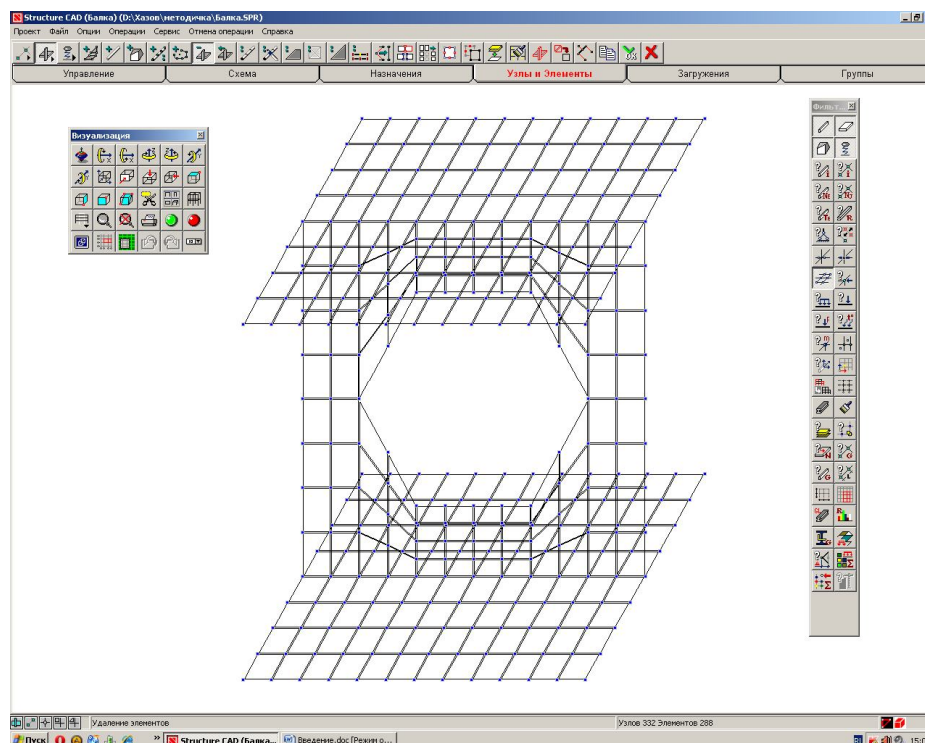 Structure CAD (Балка) (D:\Хазов\методичка\Балка.SPR)
Проект Файл Опции Операции Сервис Отмена операции Справка
Управление Схема Назначения Узлы и Элементы Загружения Группы
Визуализация
Фильт...
Удаление элементов
Узлов 332 Элементов 288
Пуск
»
Structure CAD (Балка...
Введение.doc [Режим о...